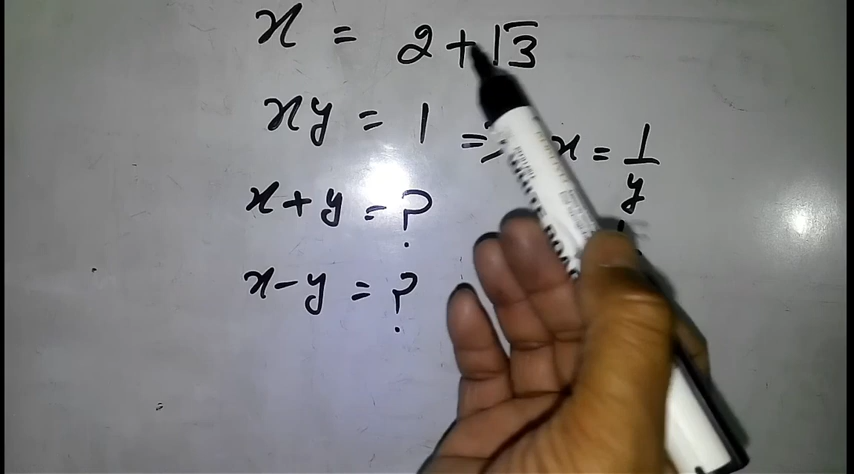 x = 2 + √3
xy = 1 => x = 1/y
x + y = ?
x - y = ?